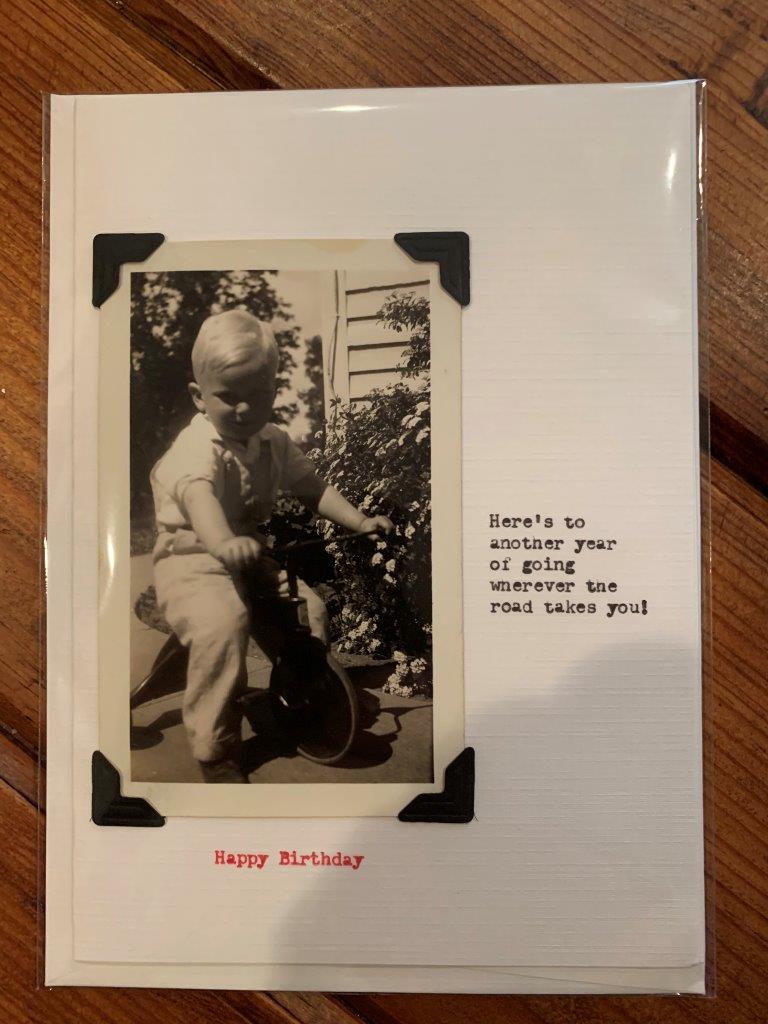 Here's to
another year
of going
wherever the
road takes you!
Happy Birthday